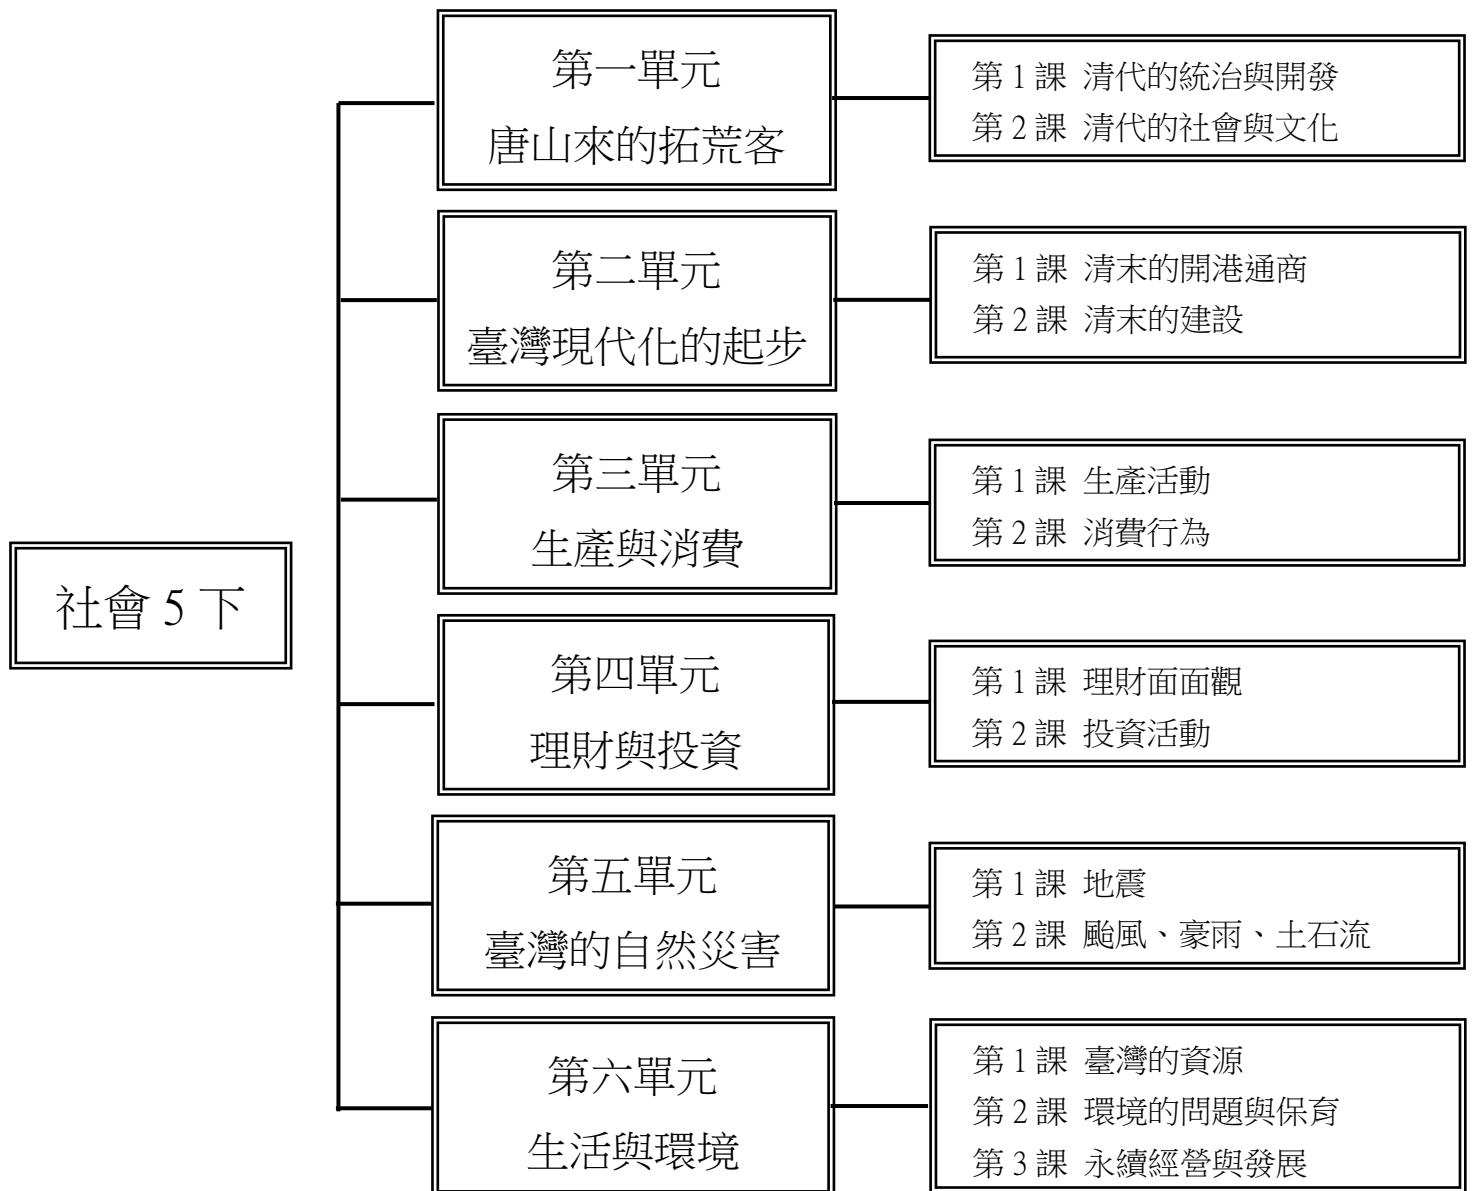 社會 5 下
第一單元
唐山來的拓荒客
第 1 課 清代的統治與開發
第 2 課 清代的社會與文化
第二單元
臺灣現代化的起步
第 1 課 清末的開港通商
第 2 課 清末的建設
第三單元
生產與消費
第 1 課 生產活動
第 2 課 消費行為
第四單元
理財與投資
第 1 課 理財面面觀
第 2 課 投資活動
第五單元
臺灣的自然災害
第 1 課 地震
第 2 課 颱風、豪雨、土石流
第六單元
生活與環境
第 1 課 臺灣的資源
第 2 課 環境的問題與保育
第 3 課 永續經營與發展